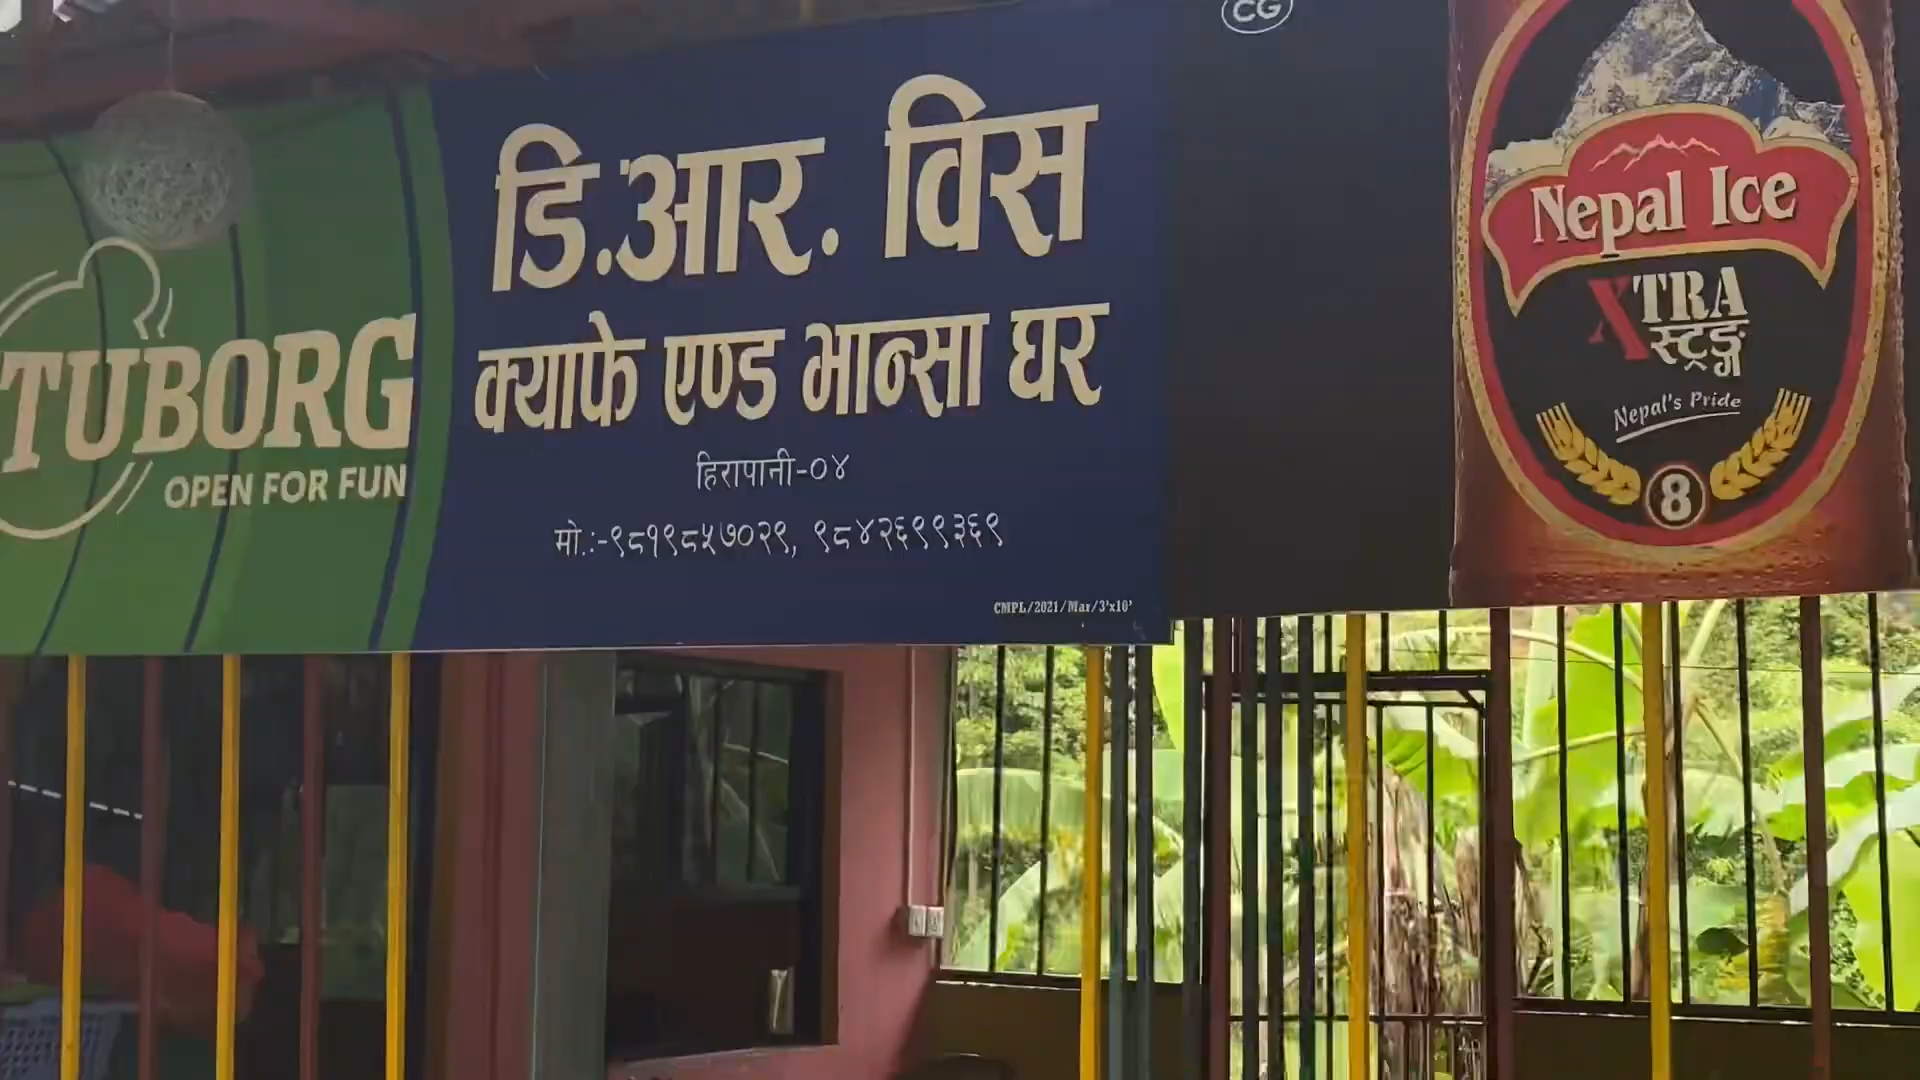 TUBORG
OPEN FOR FUN
डि.आर. विस
क्याफे एण्ड भान्सा घर
हिरापानी-०४
मो.:-९८१९८५७०२९, ९८४२६९९३६९
CMPL/2021/Mar/3'x10'
CG
Nepal Ice
XTRA
स्ट्रङ्ग
Nepal's Pride
8